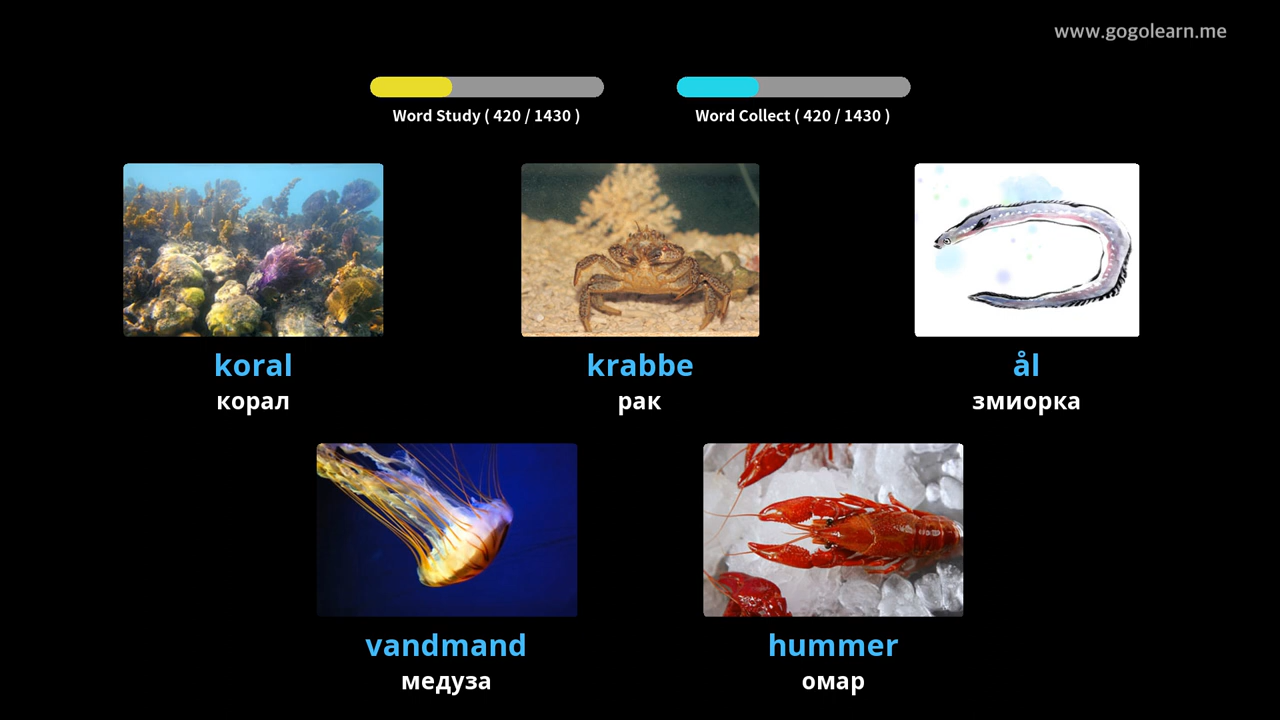 www.gogolearn.me
Word Study ( 420 / 1430 )
Word Collect ( 420 / 1430 )
koral
корал
krabbe
рак
ål
змиорка
vandmand
медуза
hummer
омар